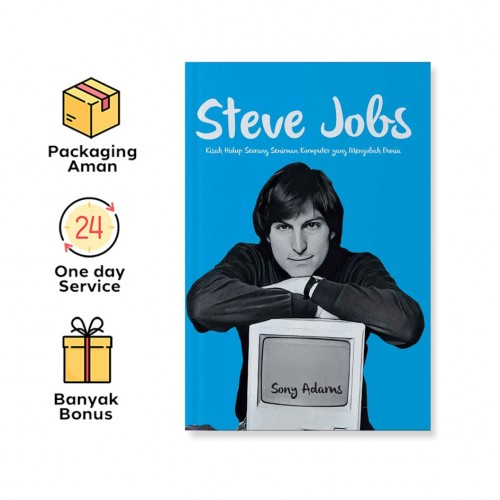 Steve Jobs
Kisah Hidup Seorang Seniman Komputer yang Mengubah Dunia
Sony Adams
Packaging
Aman
24
One day
Service
Banyak
Bonus